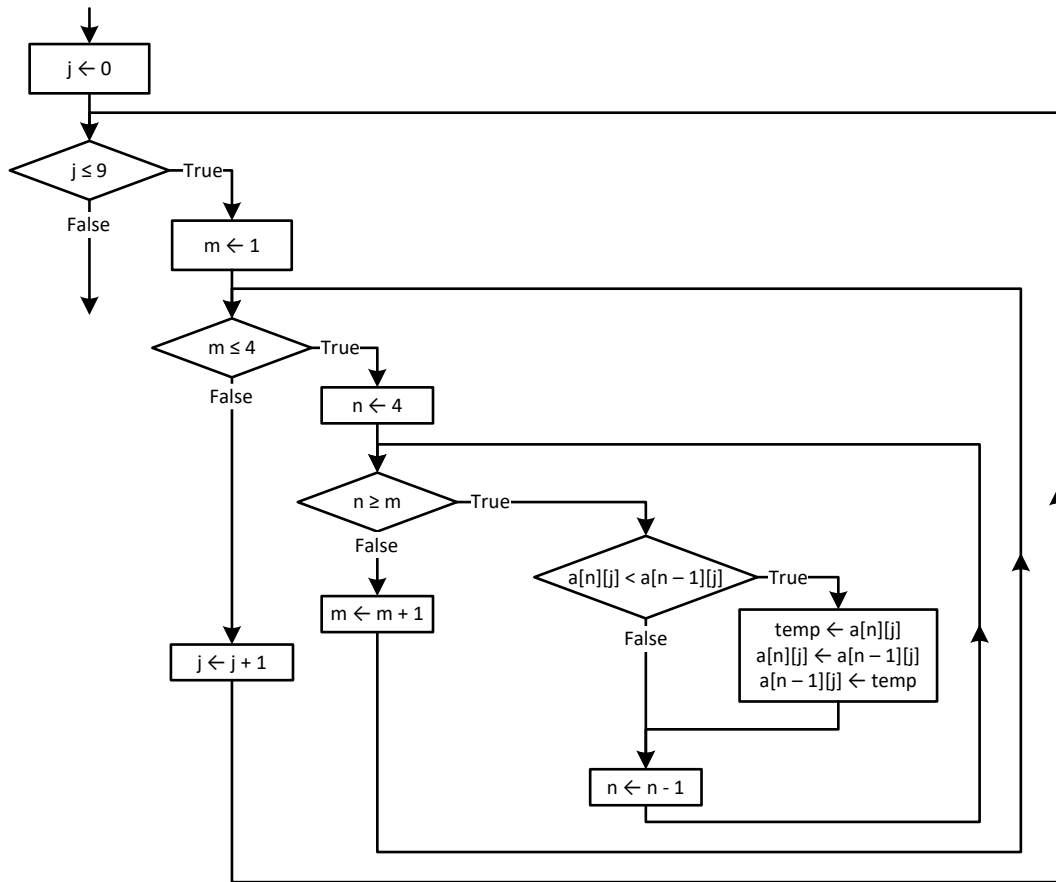 j ← 0
j ≤ 9
True
False
m ← 1
m ≤ 4
True
False
n ← 4
n ≥ m
True
False
a[n][j] < a[n – 1][j]
True
False
m ← m + 1
temp ← a[n][j]
a[n][j] ← a[n – 1][j]
a[n – 1][j] ← temp
j ← j + 1
n ← n - 1